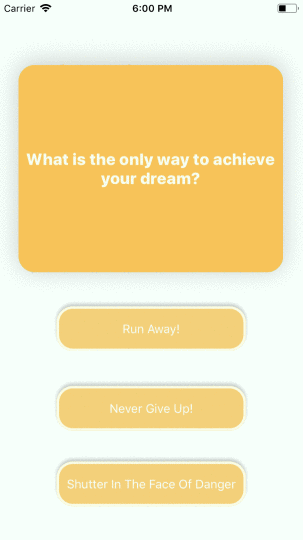 Carrier 6:00 PM
What is the only way to achieve
your dream?
Run Away!
Never Give Up!
Shutter In The Face Of Danger